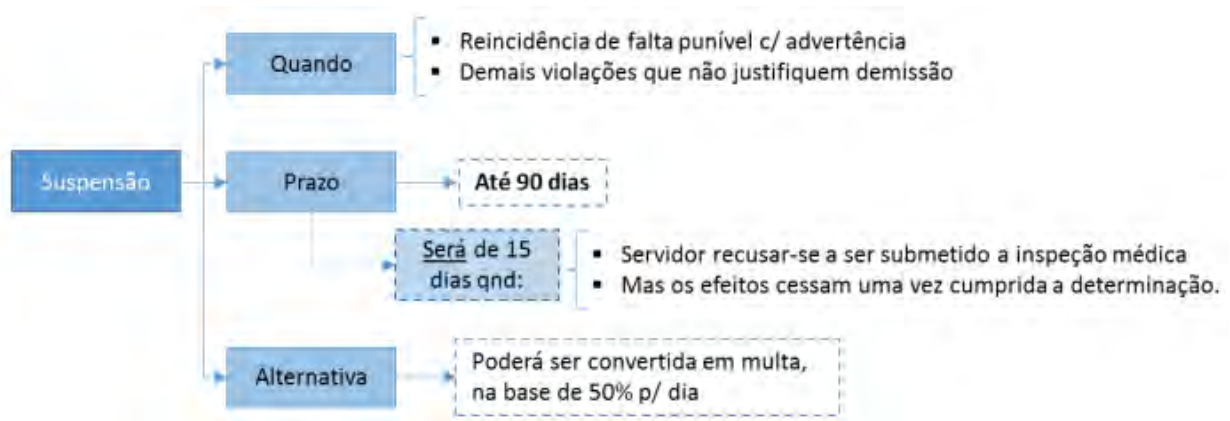 Suspensão
Quando
▪ Reincidência de falta punível c/ advertência
▪ Demais violações que não justifiquem demissão
Prazo
Até 90 dias
Será de 15
dias qnd:
▪ Servidor recusar-se a ser submetido a inspeção médica
▪ Mas os efeitos cessam uma vez cumprida a determinação.
Alternativa
Poderá ser convertida em multa,
na base de 50% p/ dia